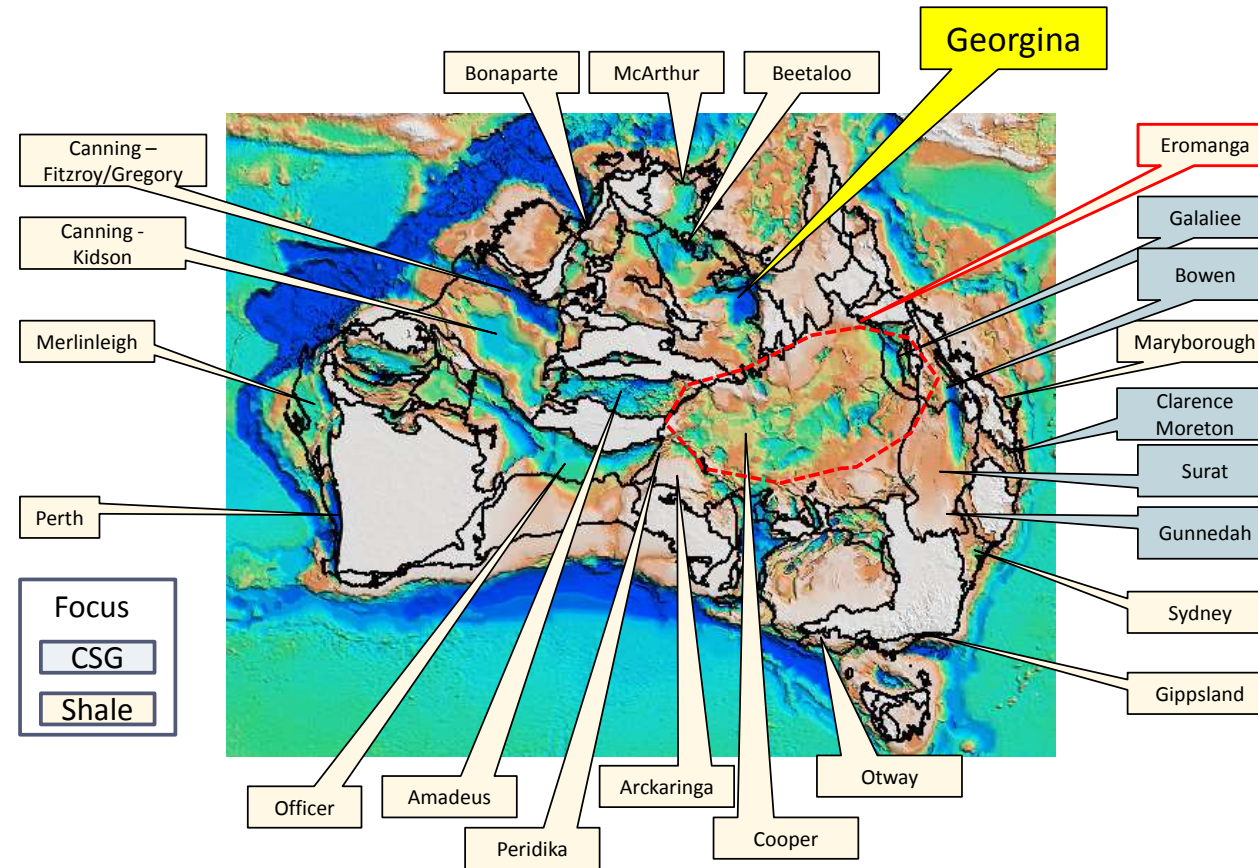 Georgina
Bonaparte
McArthur
Beetaloo
Canning –
Fitzroy/Gregory
Canning -
Kidson
Merlinleigh
Perth
Eromanga
Galaliee
Bowen
Maryborough
Clarence
Moreton
Surat
Gunnedah
Sydney
Gippsland
Focus
CSG
Shale
Officer
Amadeus
Peridika
Arckaringa
Cooper
Otway